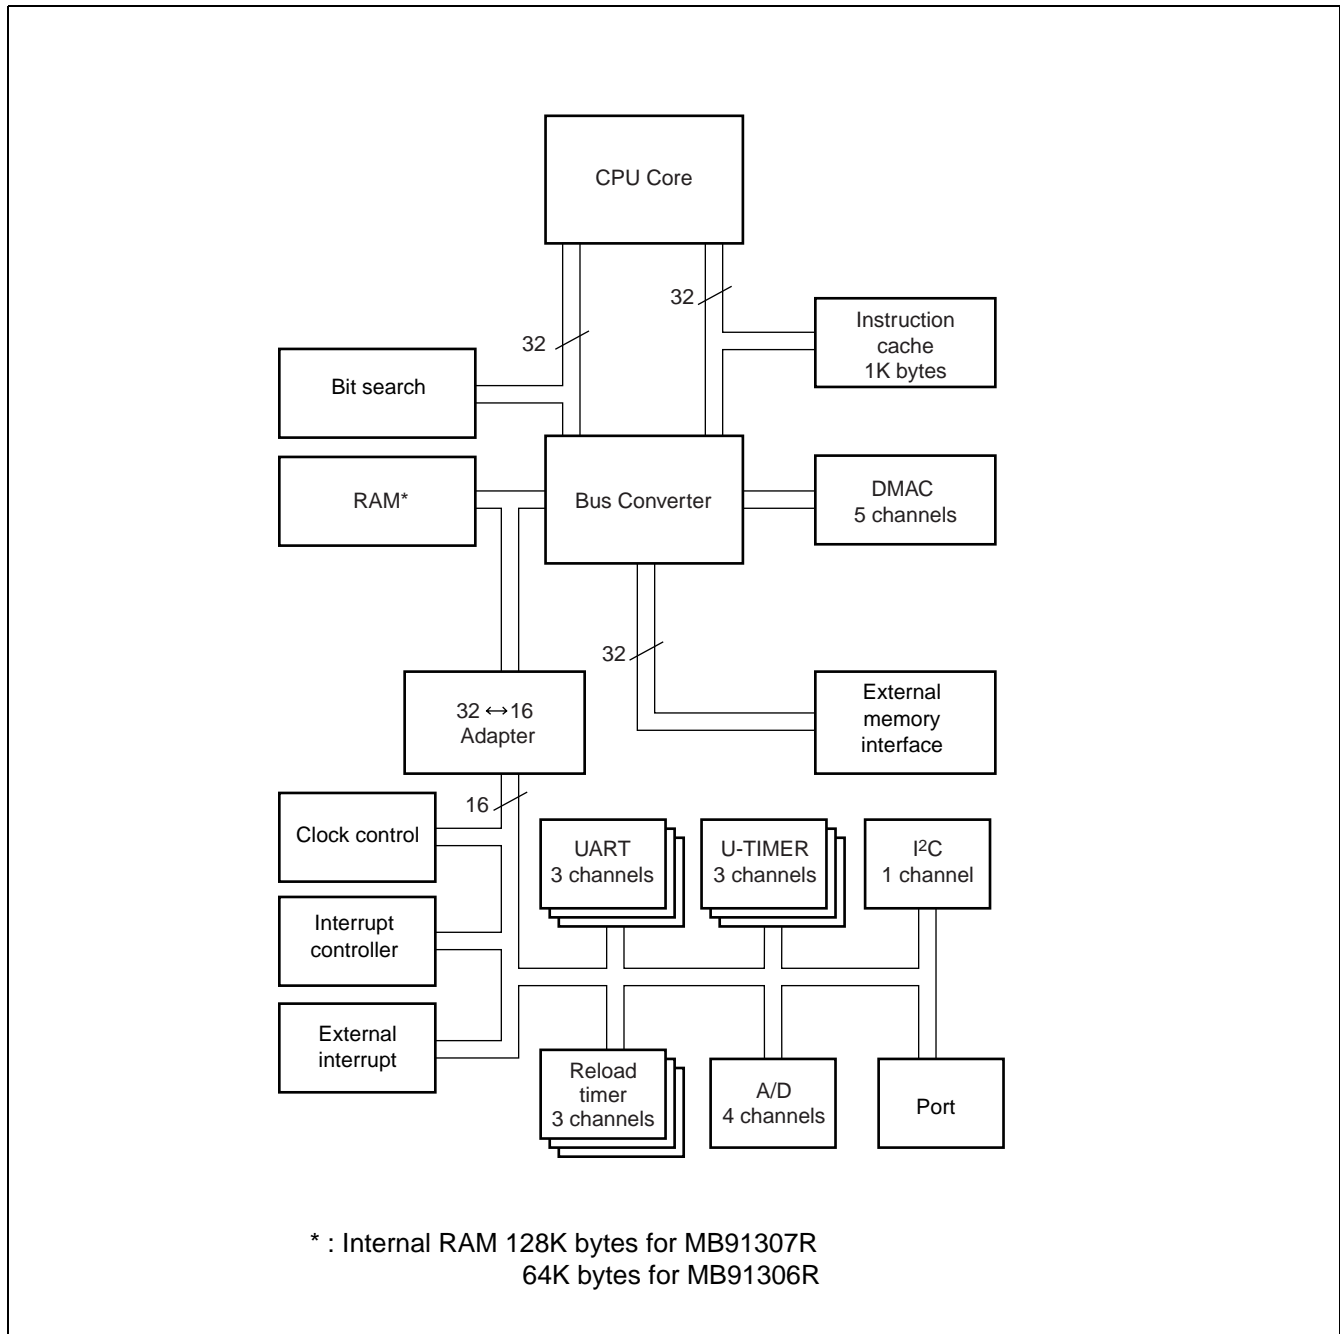 CPU Core
32
32
Instruction
cache
1K bytes
Bit search
RAM*
Bus Converter
DMAC
5 channels
32
32 ↔ 16
Adapter
External
memory
interface
16
Clock control
UART
3 channels
U-TIMER
3 channels
I²C
1 channel
Interrupt
controller
External
interrupt
Reload
timer
3 channels
A/D
4 channels
Port
* : Internal RAM 128K bytes for MB91307R
64K bytes for MB91306R